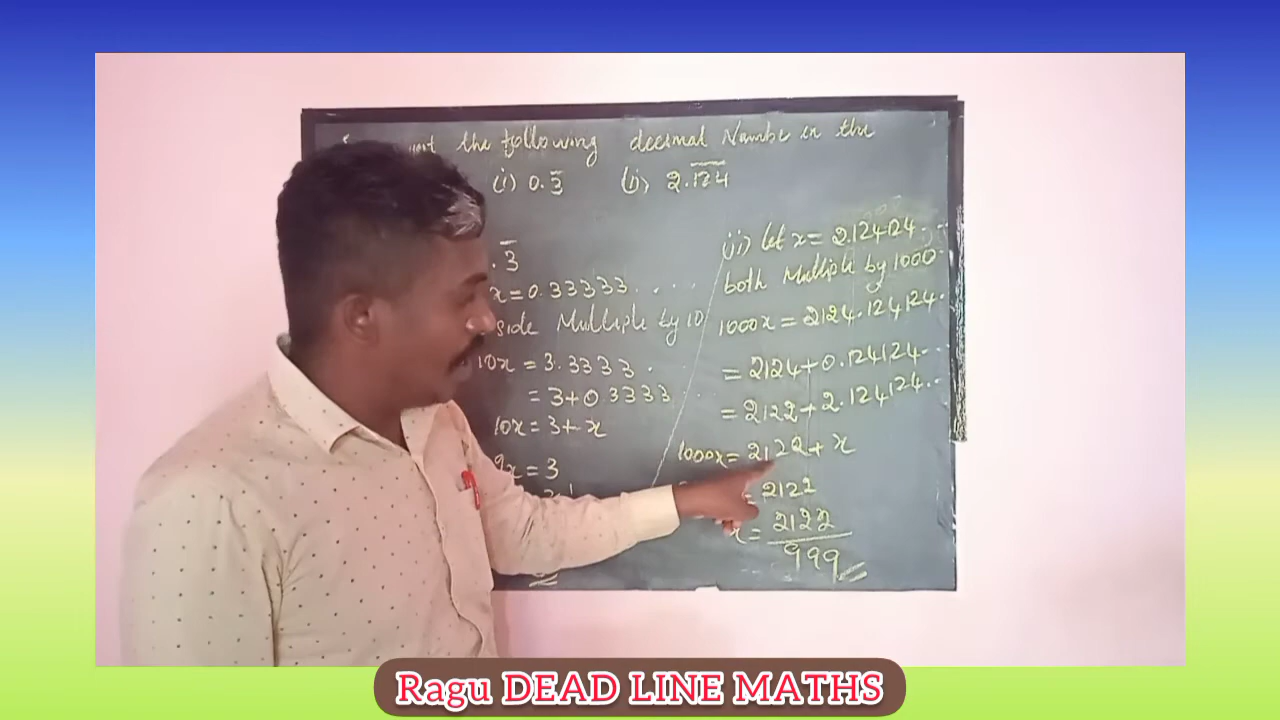 the following decimal Numbe in the
(i) 0.3̅ (ii) 2.1̅2̅4̅
.3̅
x=0.33333. . . .
side Multiple by 10
10x = 3.3333 .
= 3+0.3333 . .
10x = 3+x
9x = 3
(ii) let x= 2.124124. . .
both Multiple by 1000
1000x = 2124.124124.
= 2124+0.124124..
= 2122+2.124124..
1000x= 2122+x
= 2122
x = 2122
999
Ragu DEAD LINE MATHS